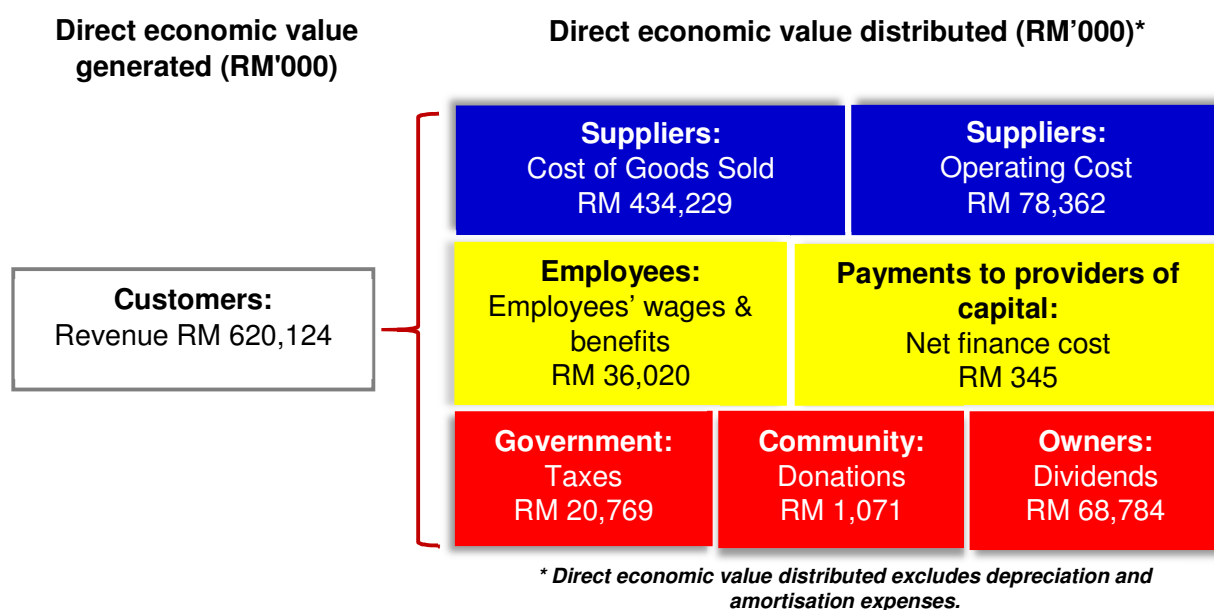 Direct economic value
generated (RM'000)
Direct economic value distributed (RM’000)*
Customers:
Revenue RM 620,124
Suppliers:
Cost of Goods Sold
RM 434,229
Suppliers:
Operating Cost
RM 78,362
Employees:
Employees’ wages &
benefits
RM 36,020
Payments to providers of
capital:
Net finance cost
RM 345
Government:
Taxes
RM 20,769
Community:
Donations
RM 1,071
Owners:
Dividends
RM 68,784
* Direct economic value distributed excludes depreciation and
amortisation expenses.